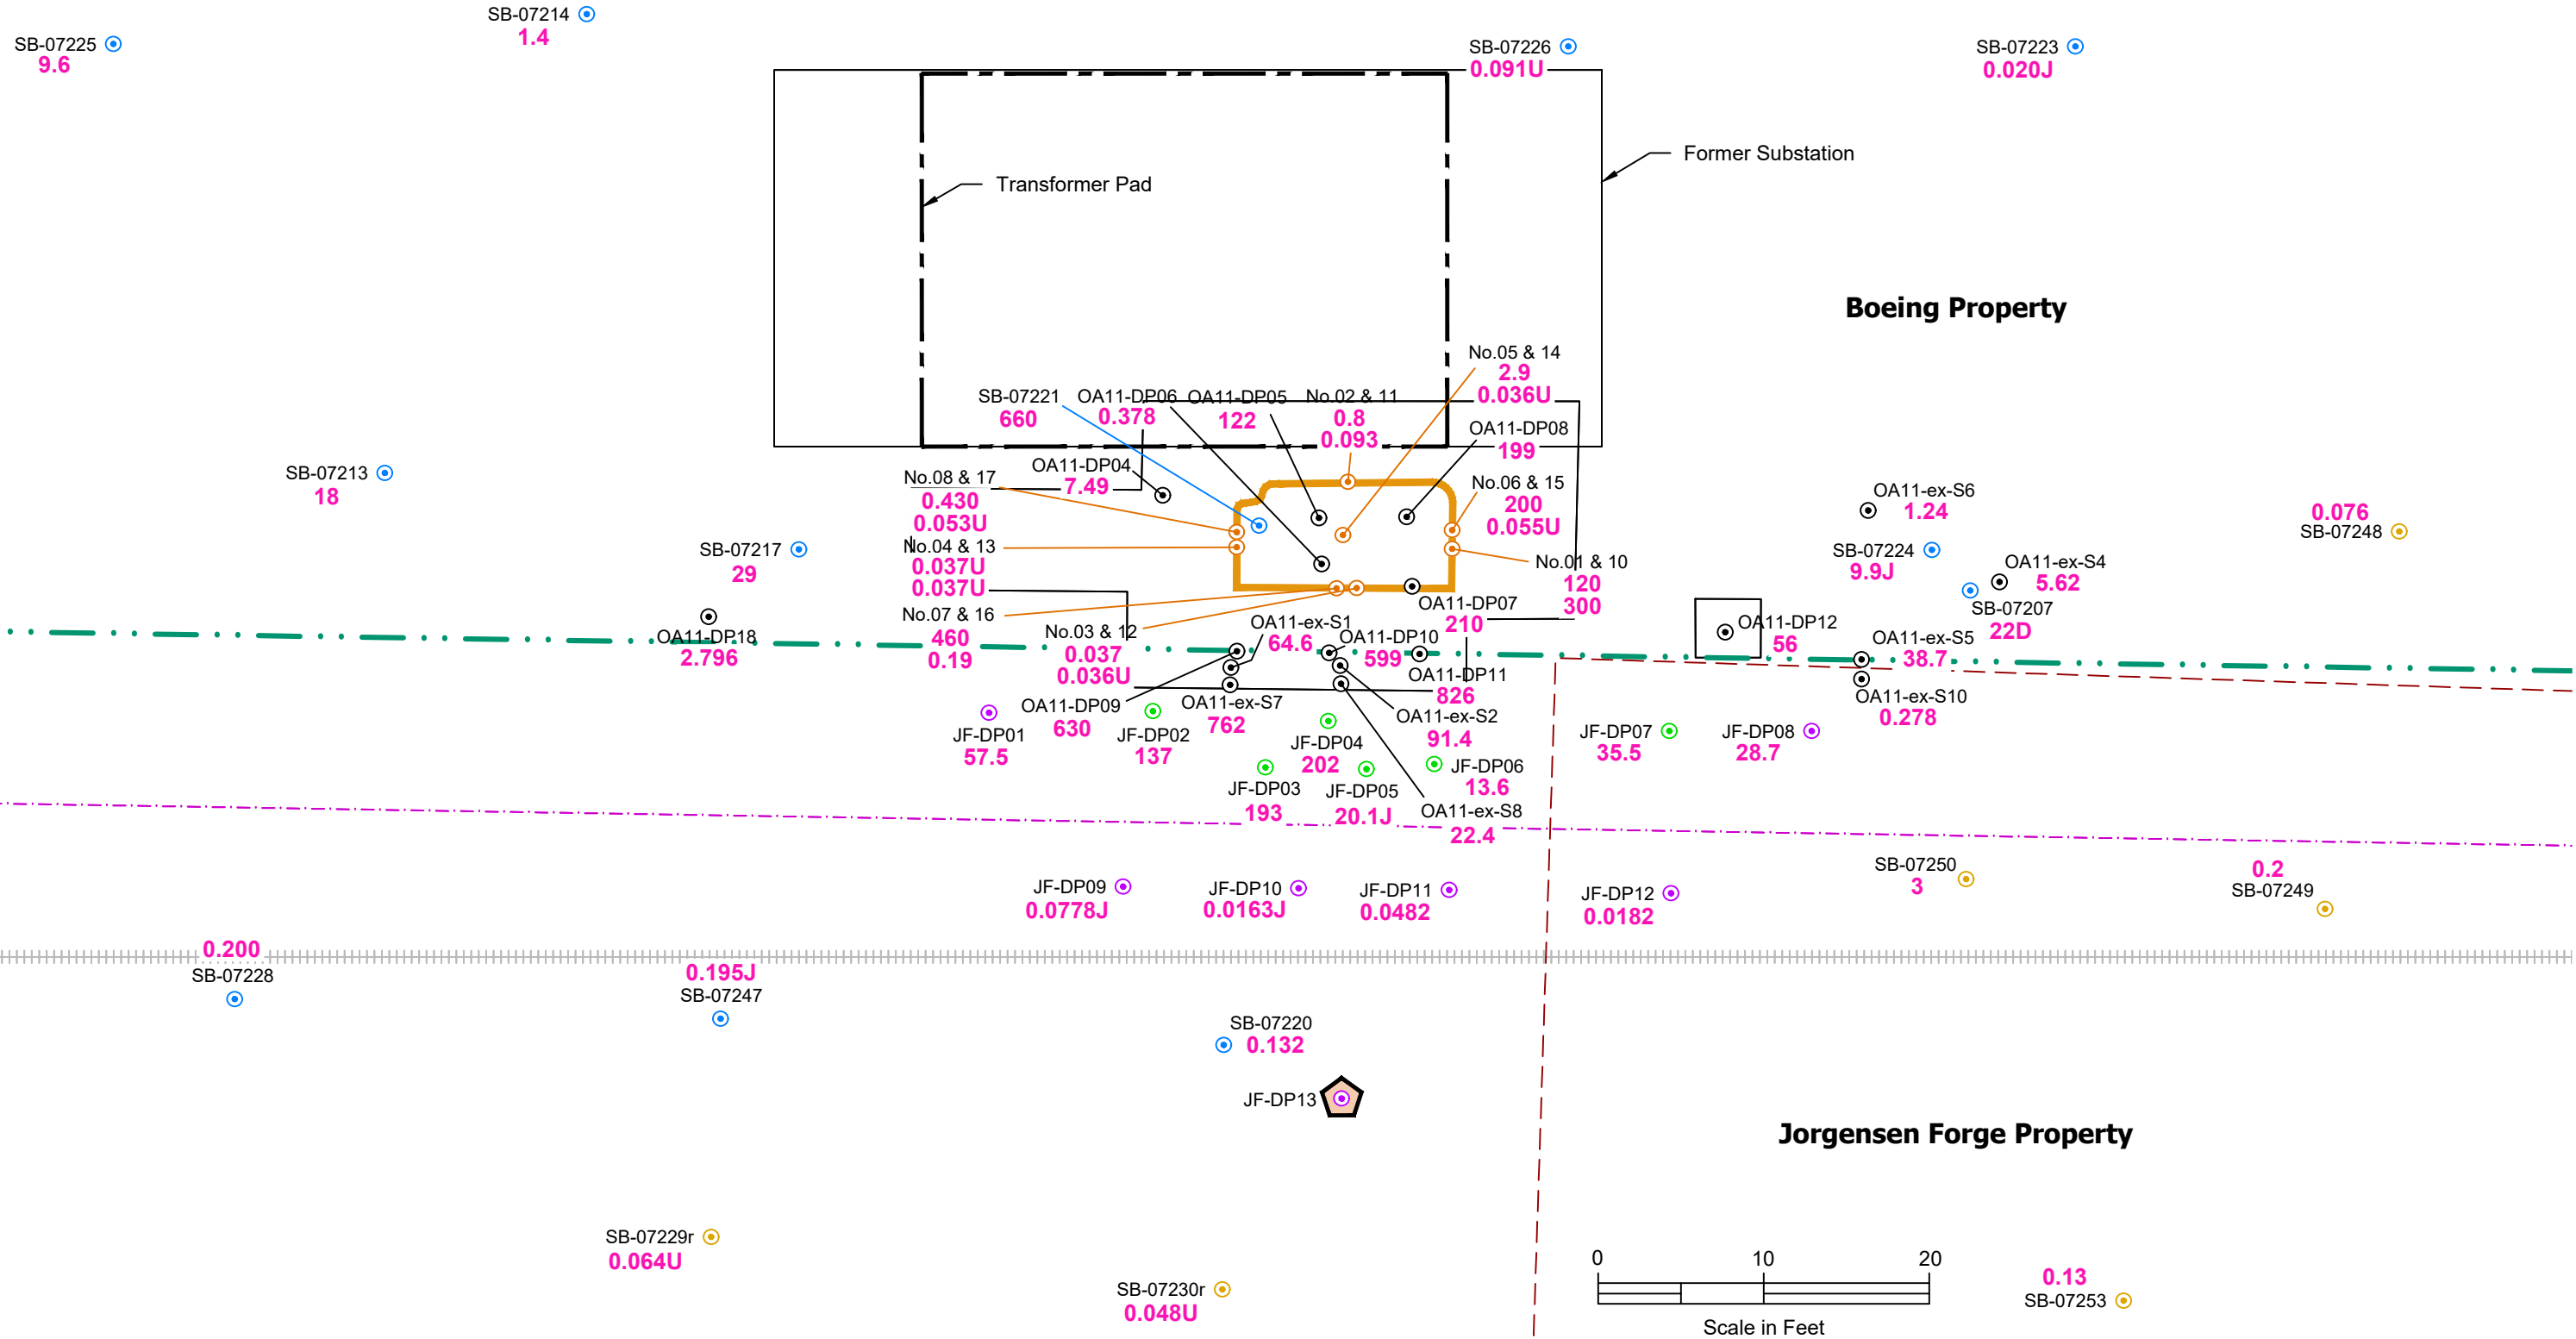 SB-07214
1.4
SB-07225
9.6
SB-07226
0.091U
SB-07223
0.020J
Former Substation
Transformer Pad
Boeing Property
No.05 & 14
2.9
0.036U
SB-07221
660
OA11-DP06
0.378
OA11-DP05
122
No.02 & 11
0.8
0.093
OA11-DP08
199
SB-07213
18
No.08 & 17
0.430
0.053U
OA11-DP04
7.49
No.06 & 15
200
0.055U
OA11-ex-S6
1.24
0.076
SB-07248
SB-07217
29
No.04 & 13
0.037U
0.037U
No.01 & 10
120
300
SB-07224
9.9J
OA11-ex-S4
5.62
SB-07207
22D
OA11-DP18
2.796
No.07 & 16
460
0.19
No.03 & 12
0.037
0.036U
OA11-ex-S1
64.6
OA11-DP10
599
OA11-DP07
210
OA11-DP12
56
OA11-ex-S5
38.7
OA11-DP11
826
OA11-ex-S10
0.278
JF-DP01
57.5
OA11-DP09
630
JF-DP02
137
OA11-ex-S7
762
JF-DP04
202
OA11-ex-S2
91.4
JF-DP07
35.5
JF-DP08
28.7
JF-DP06
13.6
JF-DP03
193
JF-DP05
20.1J
OA11-ex-S8
22.4
JF-DP09
0.0778J
JF-DP10
0.0163J
JF-DP11
0.0482
JF-DP12
0.0182
SB-07250
3
0.2
SB-07249
0.200
SB-07228
0.195J
SB-07247
SB-07220
0.132
JF-DP13
Jorgensen Forge Property
SB-07229r
0.064U
SB-07230r
0.048U
0 10 20
Scale in Feet
0.13
SB-07253